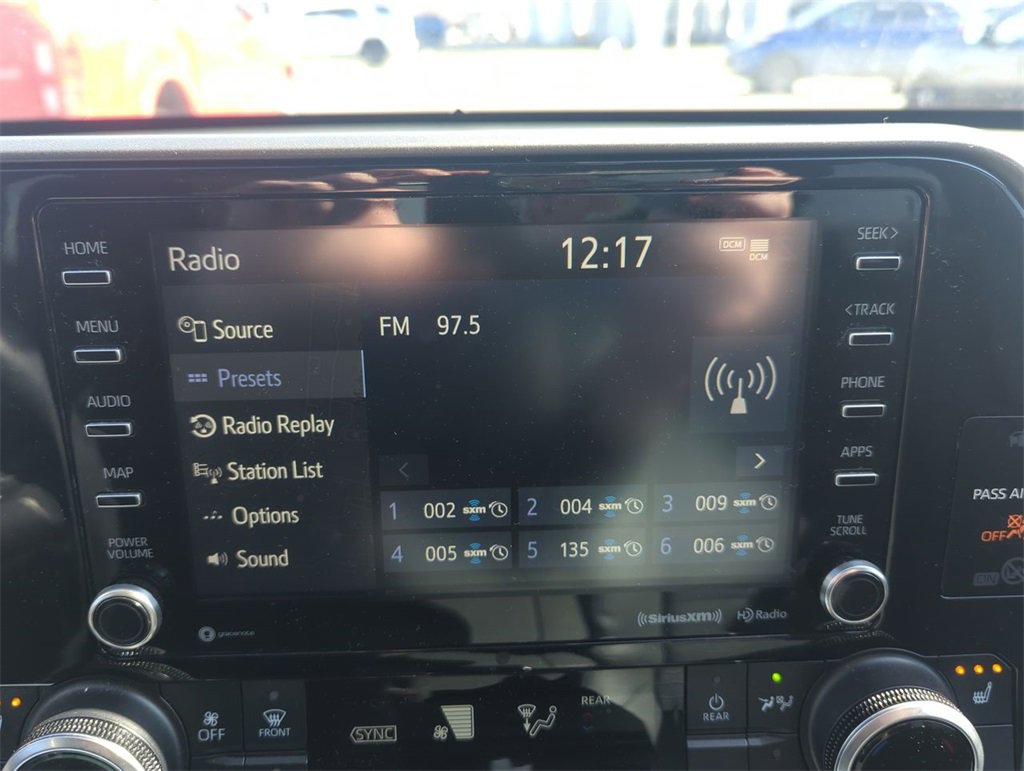 HOME
MENU
AUDIO
MAP
POWER
VOLUME
Radio
12:17
DCM
DCM
Source
Presets
Radio Replay
Station List
Options
Sound
FM 97.5
<
>
1 002 sxm
2 004 sxm
3 009 sxm
4 005 sxm
5 135 sxm
6 006 sxm
gracenote
((SiriusXM))
HD Radio
SEEK >
< TRACK
PHONE
APPS
TUNE
SCROLL
PASS AI
OFF
ON
OFF
FRONT
SYNC
REAR
REAR